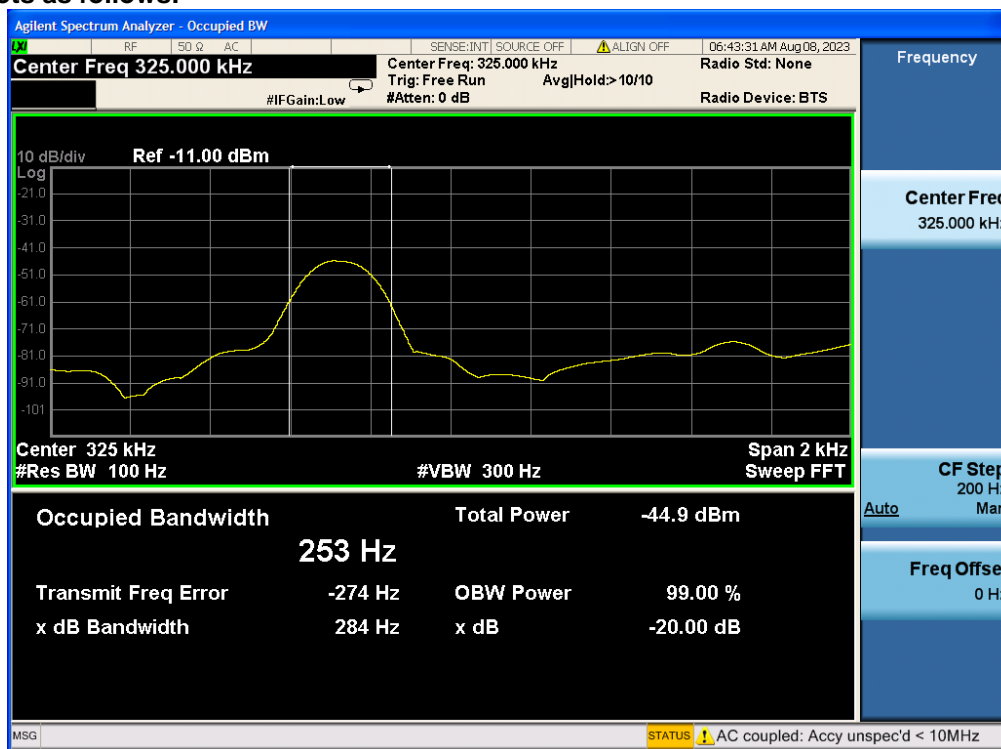 cts as follows:
Agilent Spectrum Analyzer - Occupied BW
LXI RF 50 Ω AC SENSE:INT SOURCE OFF ALIGN OFF 06:43:31 AM Aug 08, 2023
Center Freq 325.000 kHz
Center Freq: 325.000 kHz Radio Std: None
Trig: Free Run Avg|Hold:>10/10
#IFGain:Low #Atten: 0 dB Radio Device: BTS
Frequency
10 dB/div Ref -11.00 dBm
Log
-21.0
-31.0
-41.0
-51.0
-61.0
-71.0
-81.0
-91.0
-101
Center 325 kHz Span 2 kHz
#Res BW 100 Hz #VBW 300 Hz Sweep FFT
Center Freq
325.000 kHz
CF Step
200 Hz
Auto Man
Freq Offse
0 Hz
Occupied Bandwidth Total Power -44.9 dBm
253 Hz
Transmit Freq Error -274 Hz OBW Power 99.00 %
x dB Bandwidth 284 Hz x dB -20.00 dB
MSG STATUS AC coupled: Accy unspec'd < 10MHz